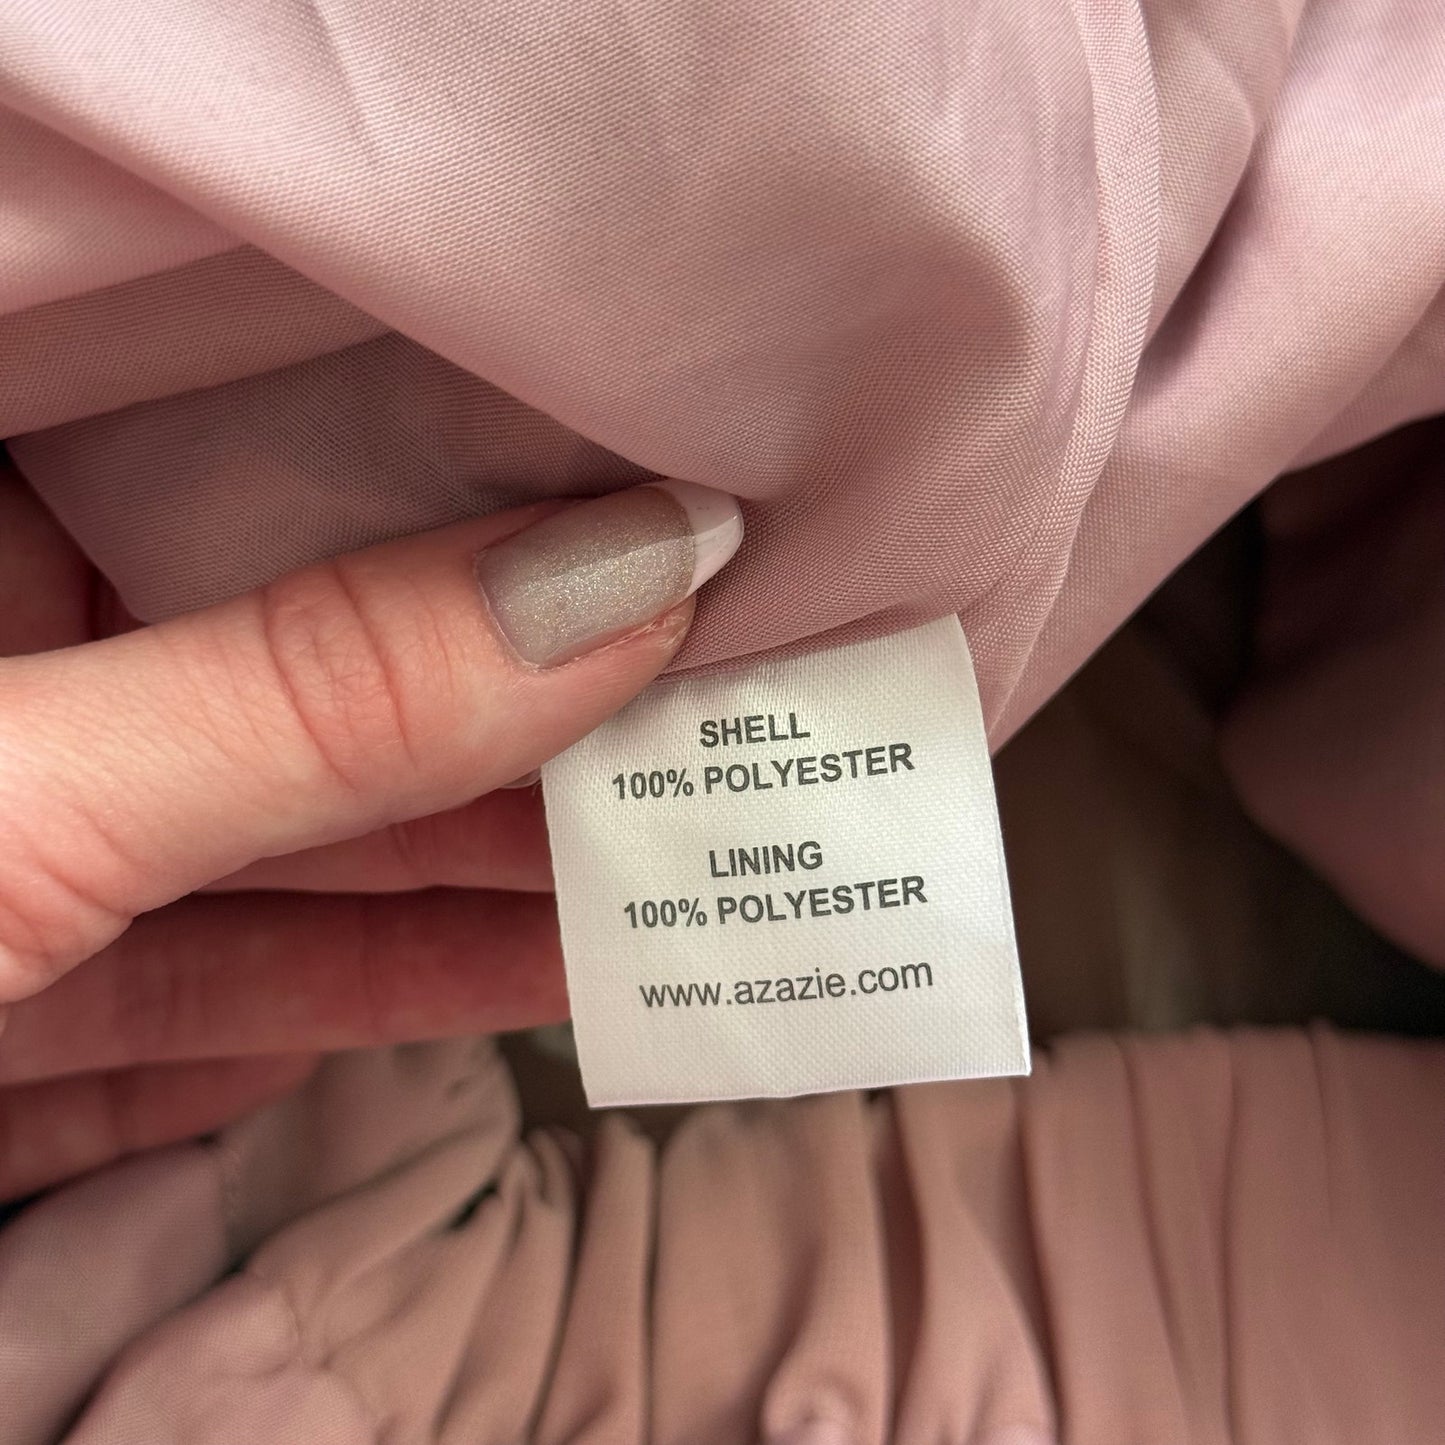 SHELL
100% POLYESTER
LINING
100% POLYESTER
www.azazie.com